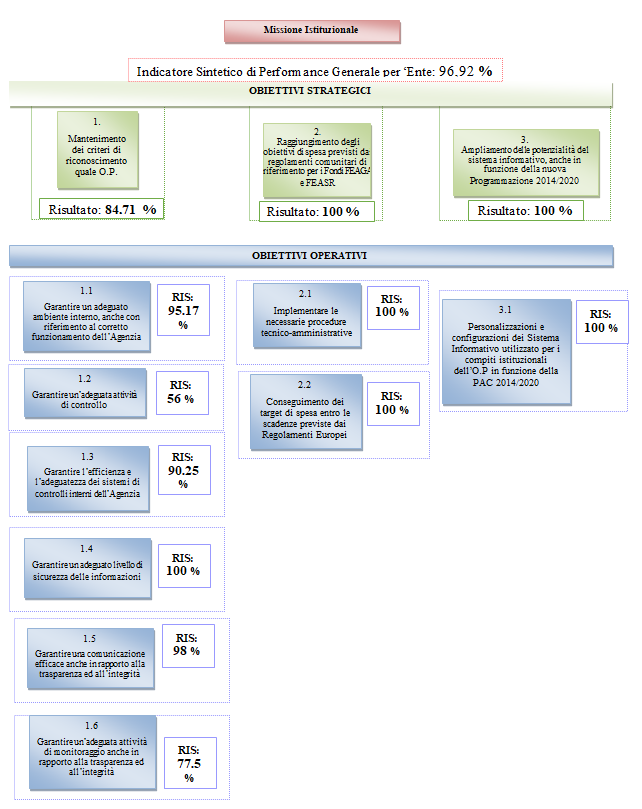 Missione Istituzionale
Indicatore Sintetico di Performance Generale per ‘Ente: 96,92 %
OBIETTIVI STRATEGICI
1.
Mantenimento
dei criteri di
riconoscimento
quale O.P.
Risultato: 84.71 %
2.
Raggiungimento degli
obiettivi di spesa previsti da
regolamenti comunitari di
riferimento per i Fondi FEAGA
e FEASR
Risultato: 100 %
3.
Ampliamento delle potenzialità del
sistema informativo, anche in
funzione della nuova
Programmazione 2014/2020
Risultato: 100 %
OBIETTIVI OPERATIVI
1.1
Garantire un adeguato
ambiente interno, anche con
riferimento al corretto
funzionamento dell’Agenzia
RIS:
95.17
%
1.2
Garantire un’adeguata attività
di controllo
RIS:
56 %
1.3
Garantire l’efficienza e
l’adeguatezza dei sistemi di
controlli interni dell’Agenzia
RIS:
90.25
%
1.4
Garantire un adeguato livello di
sicurezza delle informazioni
RIS:
100 %
1.5
Garantire una comunicazione
efficace anche in rapporto alla
trasparenza ed all’integrità
RIS:
98 %
1.6
Garantire un’adeguata attività
di monitoraggio anche in
rapporto alla trasparenza ed
all’integrità
RIS:
77.5
%
2.1
Implementare le
necessarie procedure
tecnico-amministrative
RIS:
100 %
2.2
Conseguimento dei
target di spesa entro le
scadenze previste dai
Regolamenti Europei
RIS:
100 %
3.1
Personalizzazioni e
configurazioni dei Sistema
Informativo utilizzato per i
compiti istituzionali
dell’O.P in funzione della
PAC 2014/2020
RIS:
100 %